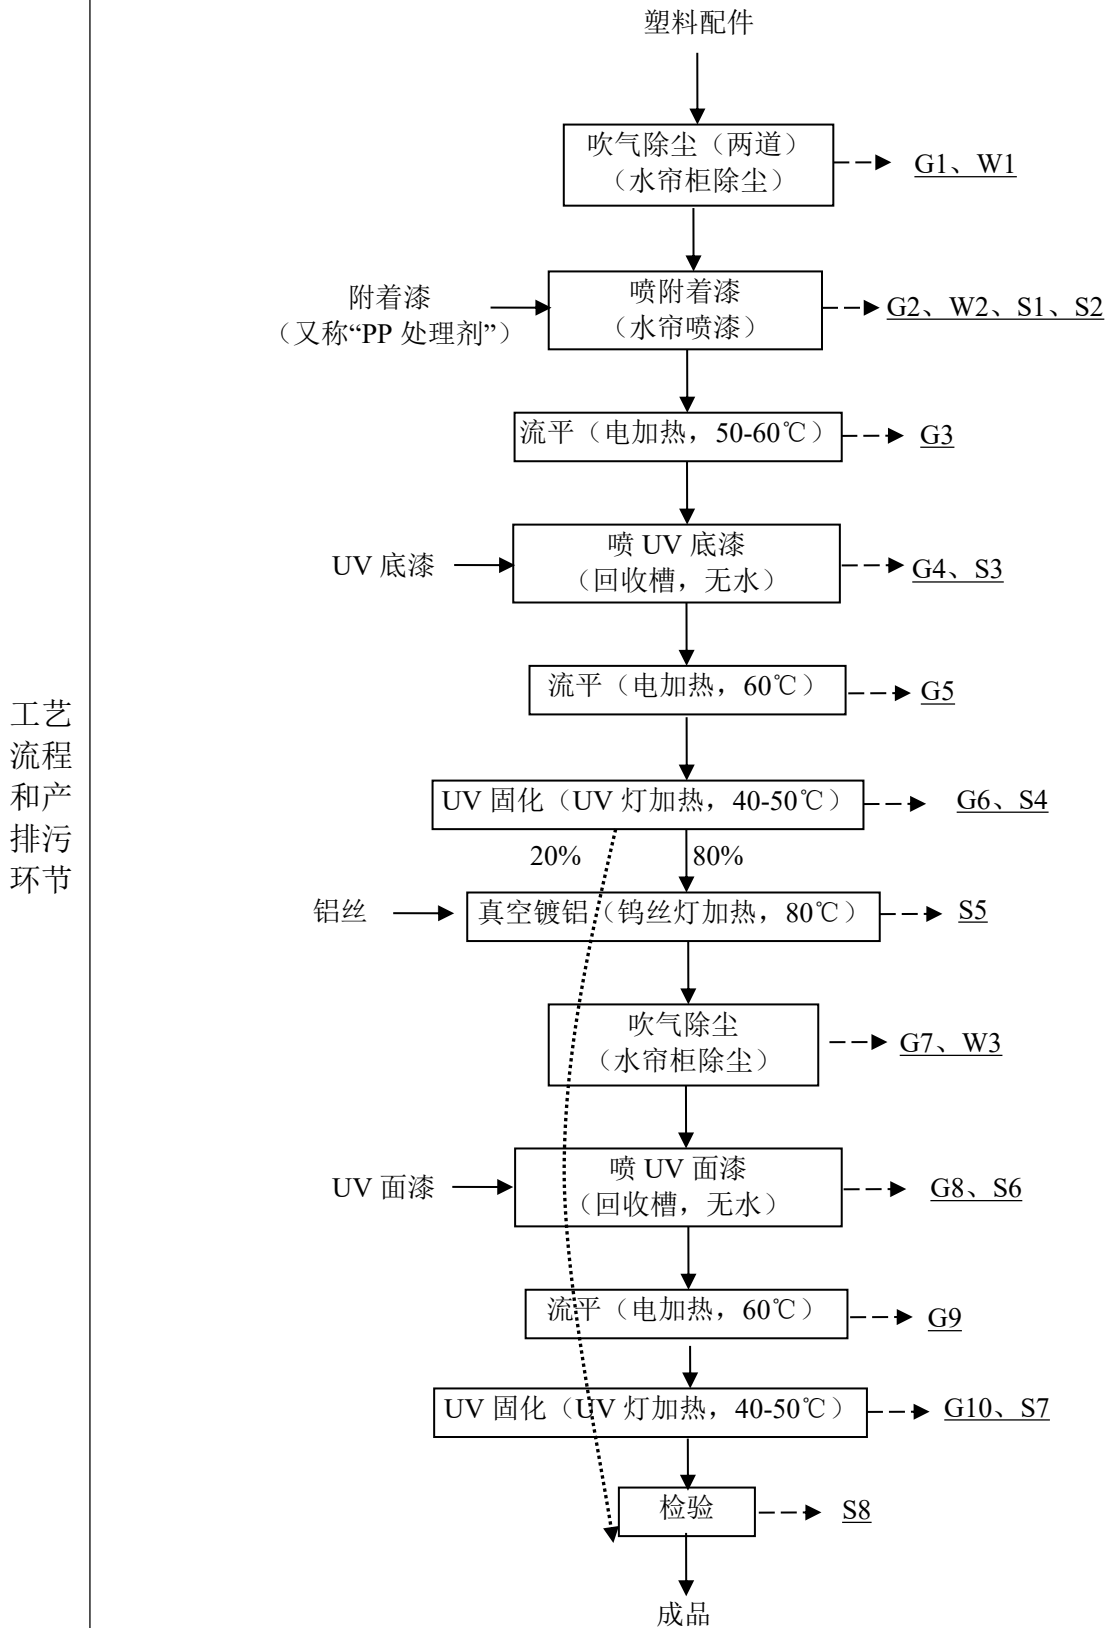 塑料配件
吹气除尘（两道）
（水帘柜除尘）
G1、W1
附着漆
（又称“PP 处理剂”）
喷附着漆
（水帘喷漆）
G2、W2、S1、S2
流平（电加热，50-60℃）
G3
UV 底漆
喷 UV 底漆
（回收槽，无水）
G4、S3
流平（电加热，60℃）
G5
工艺
流程
和产
排污
环节
UV 固化（UV 灯加热，40-50℃）
G6、S4
20%
80%
铝丝
真空镀铝（钨丝灯加热，80℃）
S5
吹气除尘
（水帘柜除尘）
G7、W3
UV 面漆
喷 UV 面漆
（回收槽，无水）
G8、S6
流平（电加热，60℃）
G9
UV 固化（UV 灯加热，40-50℃）
G10、S7
检验
S8
成品